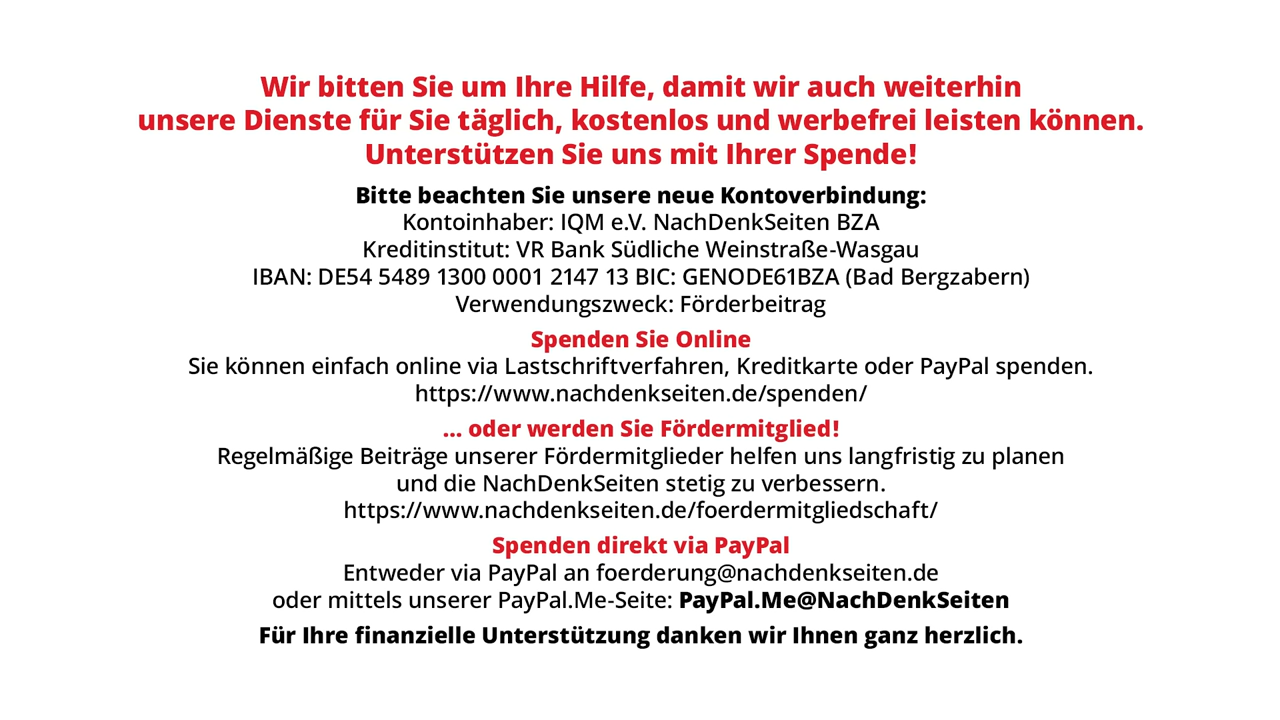 Wir bitten Sie um Ihre Hilfe, damit wir auch weiterhin
unsere Dienste für Sie täglich, kostenlos und werbefrei leisten können.
Unterstützen Sie uns mit Ihrer Spende!
Bitte beachten Sie unsere neue Kontoverbindung:
Kontoinhaber: IQM e.V. NachDenkSeiten BZA
Kreditinstitut: VR Bank Südliche Weinstraße-Wasgau
IBAN: DE54 5489 1300 0001 2147 13 BIC: GENODE61BZA (Bad Bergzabern)
Verwendungszweck: Förderbeitrag
Spenden Sie Online
Sie können einfach online via Lastschriftverfahren, Kreditkarte oder PayPal spenden.
https://www.nachdenkseiten.de/spenden/
... oder werden Sie Fördermitglied!
Regelmäßige Beiträge unserer Fördermitglieder helfen uns langfristig zu planen
und die NachDenkSeiten stetig zu verbessern.
https://www.nachdenkseiten.de/foerdermitgliedschaft/
Spenden direkt via PayPal
Entweder via PayPal an foerderung@nachdenkseiten.de
oder mittels unserer PayPal.Me-Seite: PayPal.Me@NachDenkSeiten
Für Ihre finanzielle Unterstützung danken wir Ihnen ganz herzlich.